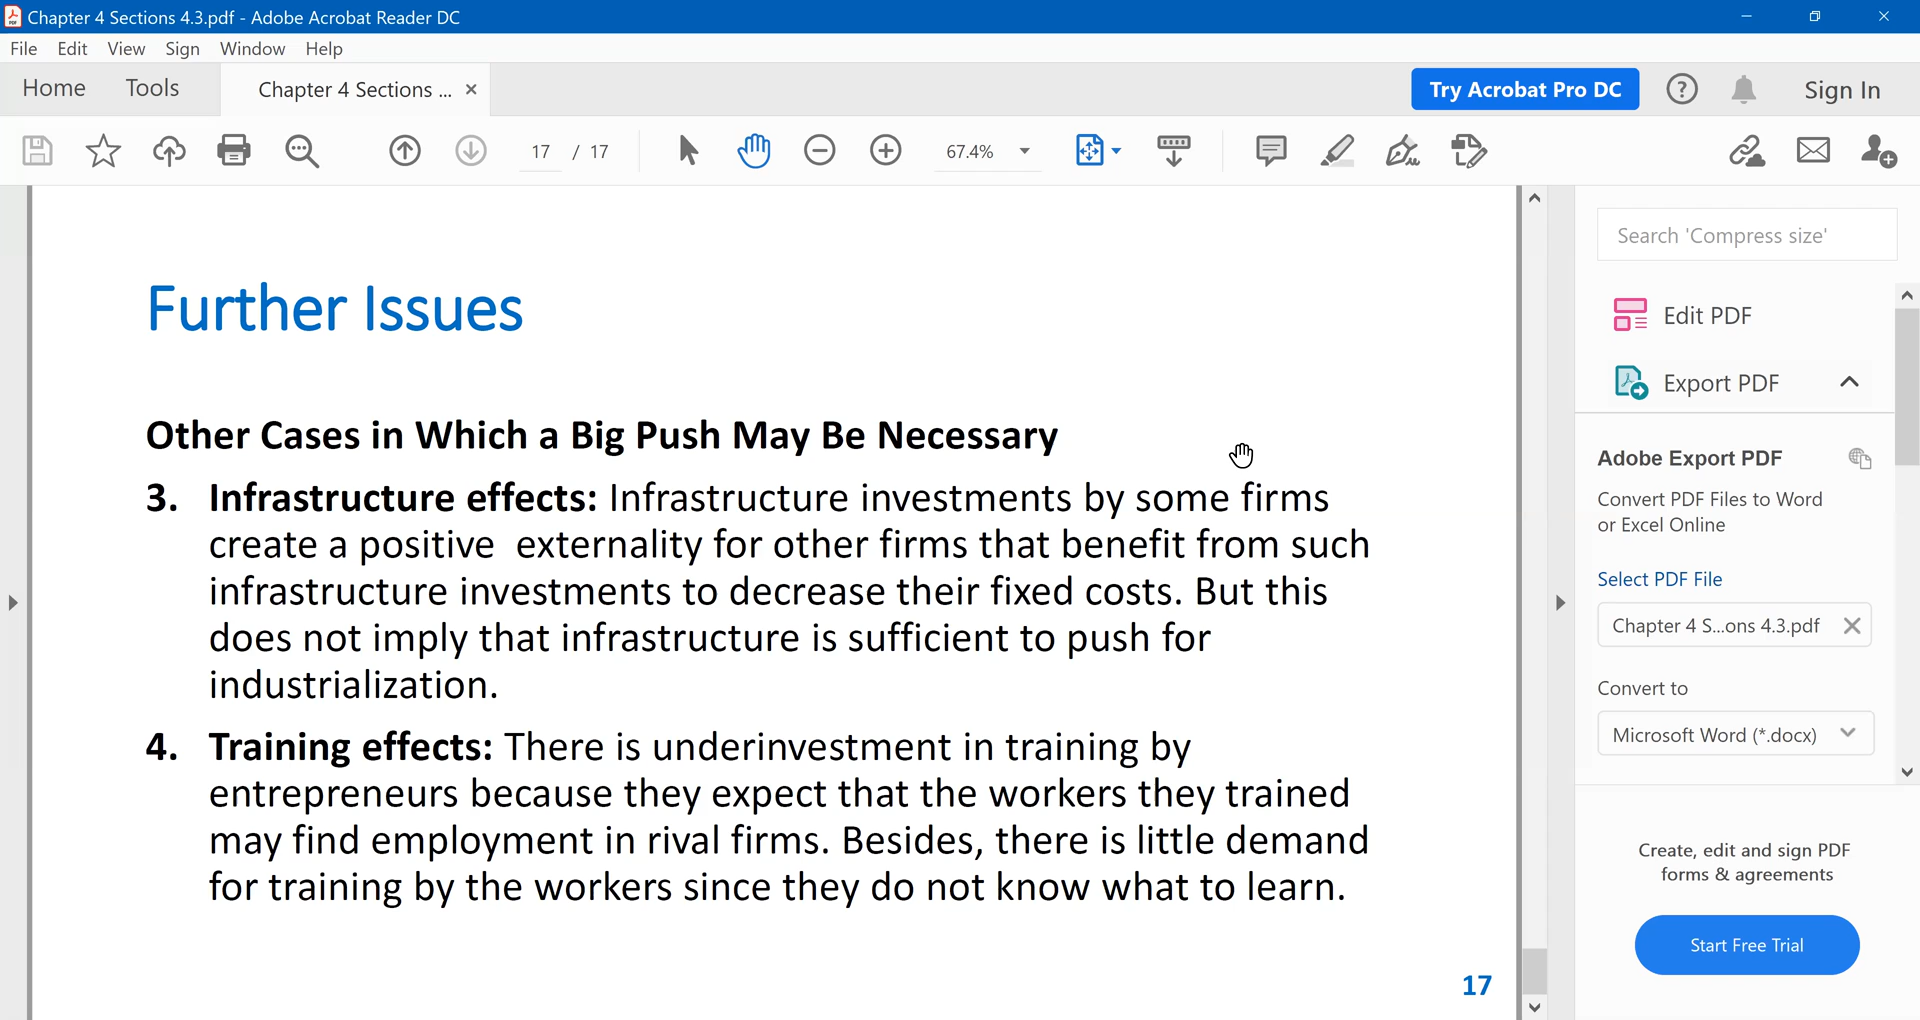 Chapter 4 Sections 4.3.pdf - Adobe Acrobat Reader DC
File Edit View Sign Window Help
Home Tools Chapter 4 Sections ... Try Acrobat Pro DC Sign In
17 / 17 67.4%
Further Issues
Other Cases in Which a Big Push May Be Necessary
3. Infrastructure effects: Infrastructure investments by some firms
create a positive externality for other firms that benefit from such
infrastructure investments to decrease their fixed costs. But this
does not imply that infrastructure is sufficient to push for
industrialization.
4. Training effects: There is underinvestment in training by
entrepreneurs because they expect that the workers they trained
may find employment in rival firms. Besides, there is little demand
for training by the workers since they do not know what to learn.
17
Search 'Compress size'
Edit PDF
Export PDF
Adobe Export PDF
Convert PDF Files to Word
or Excel Online
Select PDF File
Chapter 4 S...ons 4.3.pdf
Convert to
Microsoft Word (*.docx)
Create, edit and sign PDF
forms & agreements
Start Free Trial